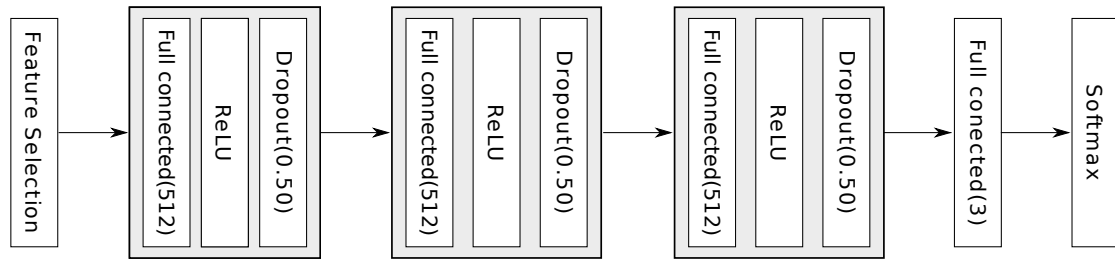 Feature Selection
Full connected(512)
ReLU
Dropout(0.50)
Full connected(512)
ReLU
Dropout(0.50)
Full connected(512)
ReLU
Dropout(0.50)
Full conected(3)
Softmax